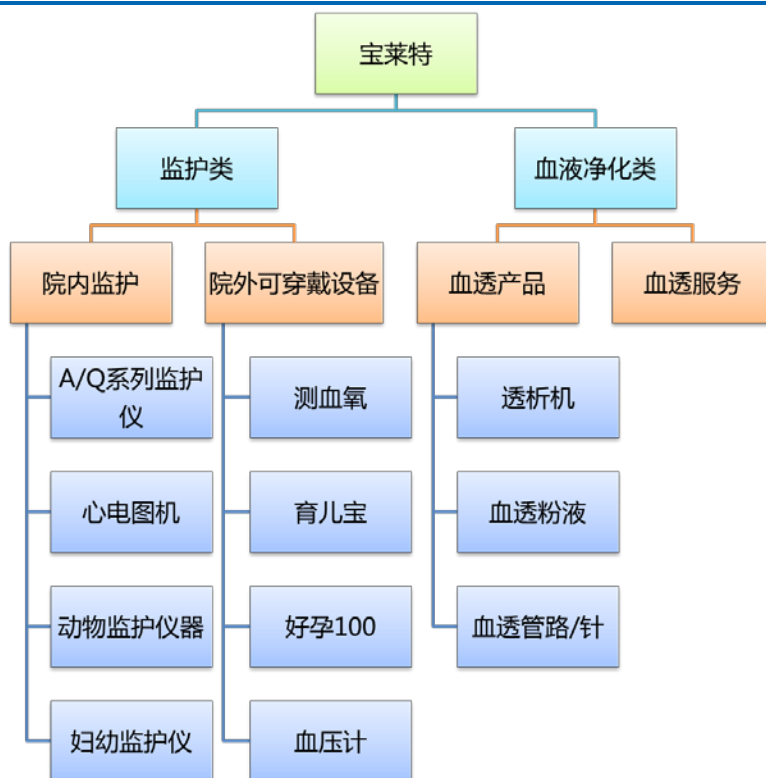 宝莱特
监护类
血液净化类
院内监护
院外可穿戴设备
血透产品
血透服务
A/Q系列监护
仪
测血氧
透析机
心电图机
育儿宝
血透粉液
动物监护仪器
好孕100
血透管路/针
妇幼监护仪
血压计